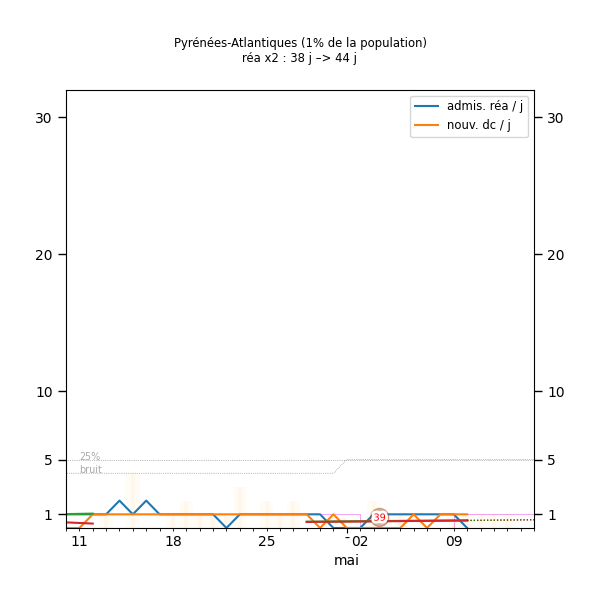 Pyrénées-Atlantiques (1% de la population)
réa x2 : 38 j –> 44 j
admis. réa / j
nouv. dc / j
30
30
20
20
10
10
5
5
25%
bruit
1
1
39
11
18
25
02
09
mai